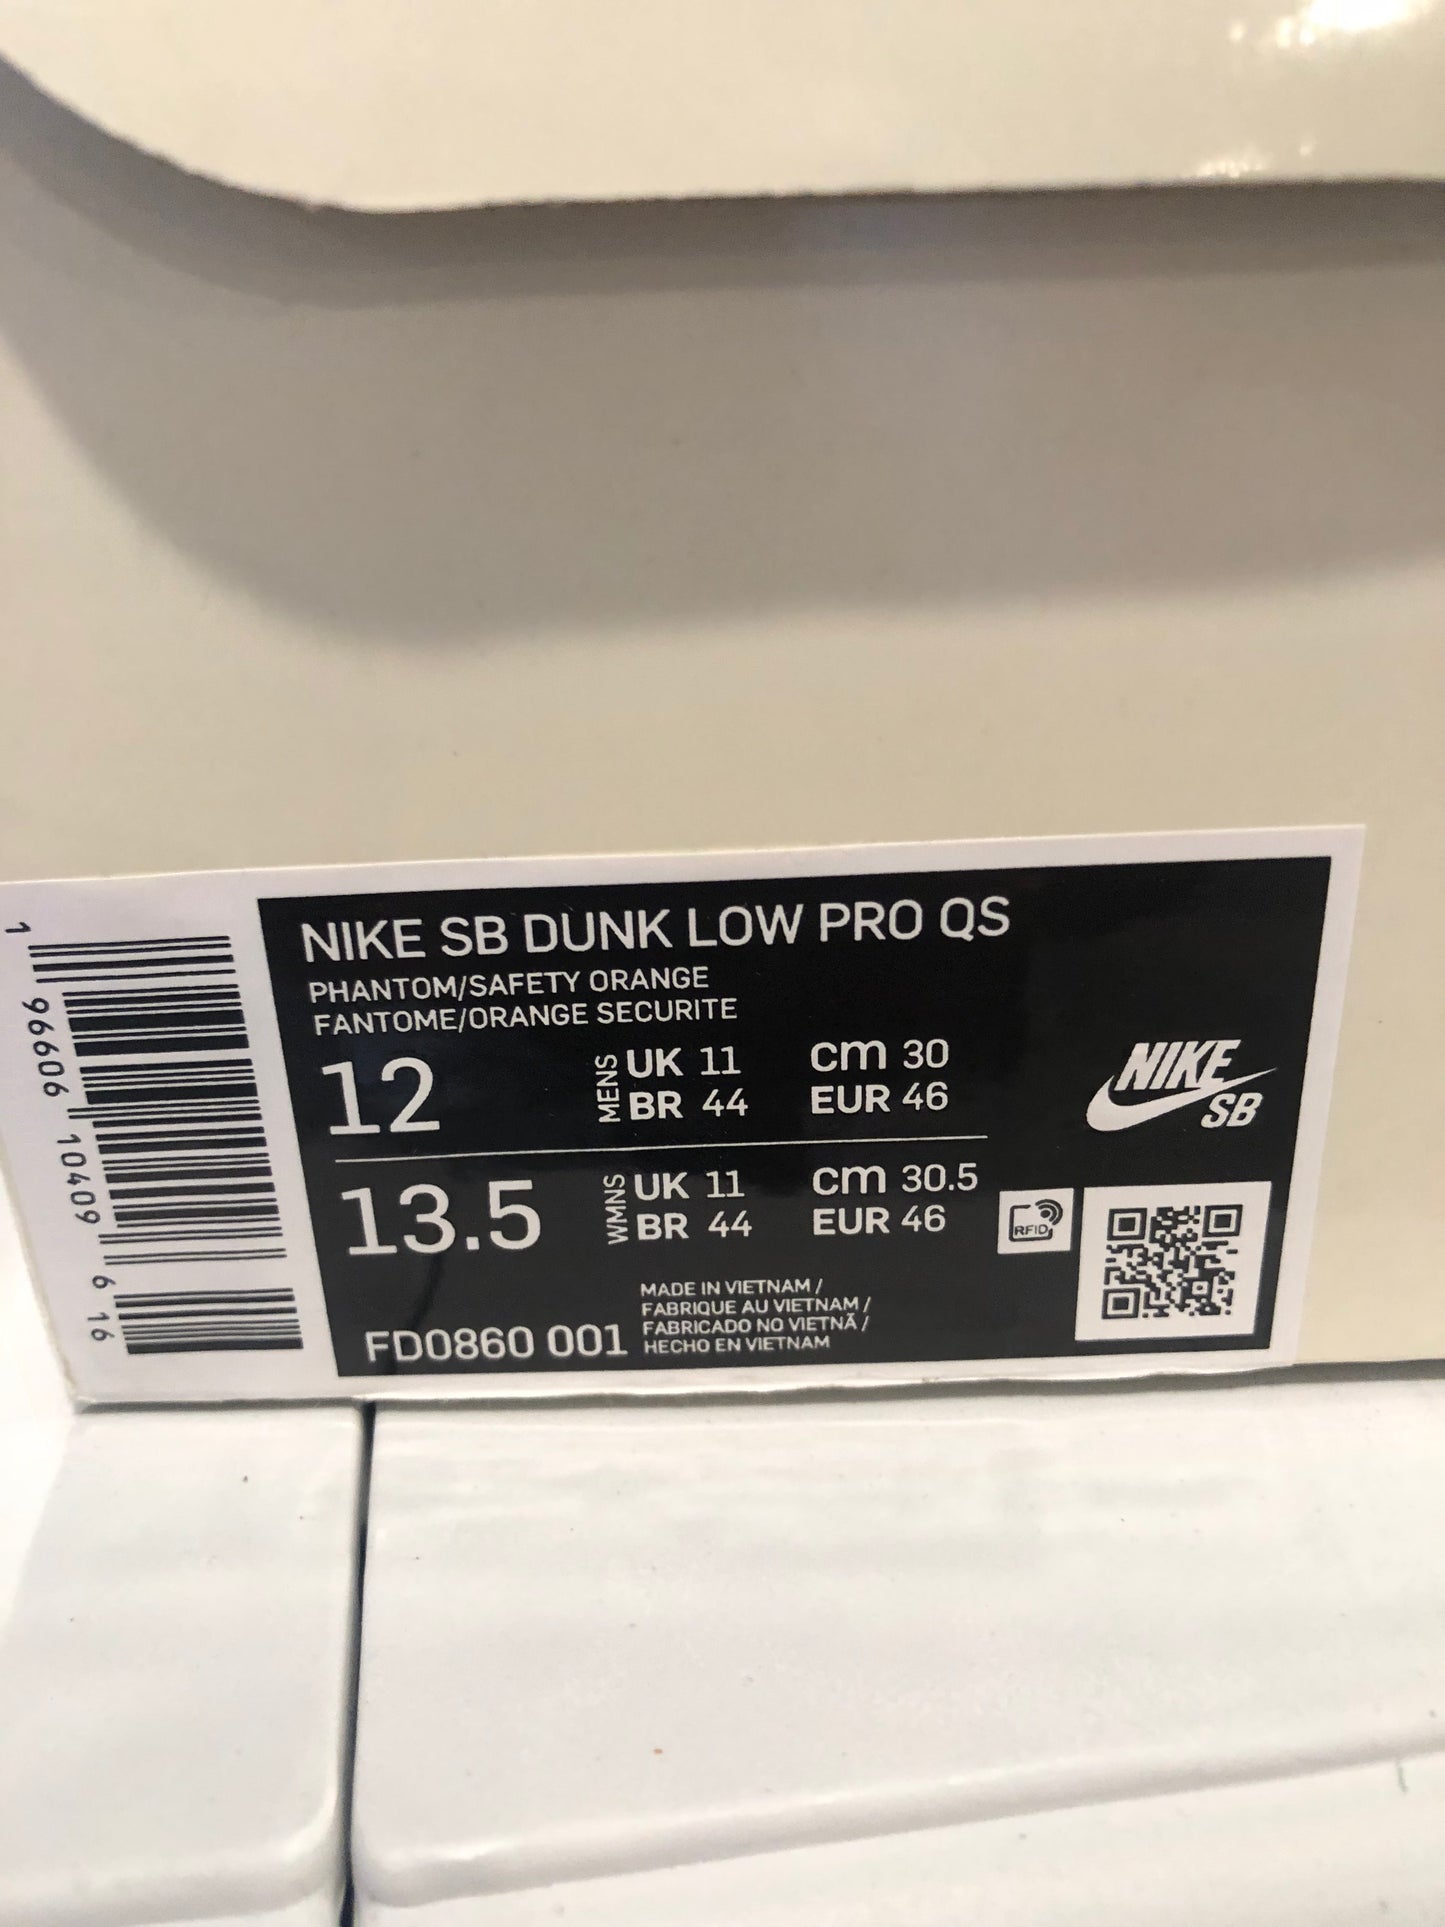 NIKE SB DUNK LOW PRO QS
PHANTOM/SAFETY ORANGE
FANTOME/ORANGE SECURITE
12 MENS UK 11 cm 30
BR 44 EUR 46
13.5 WMNS UK 11 cm 30.5
BR 44 EUR 46
NIKE
SB
RFID
MADE IN VIETNAM /
FABRIQUE AU VIETNAM /
FABRICADO NO VIETNÃ /
HECHO EN VIETNAM
FD0860 001
1 96606 10409 6 16